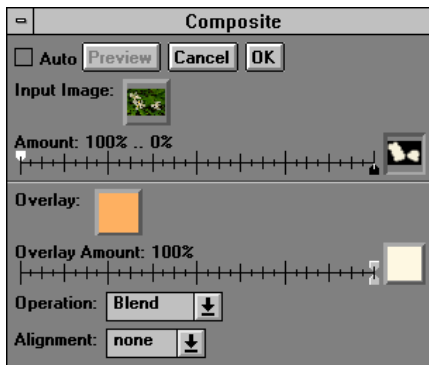 Composite
Auto Preview Cancel OK
Input Image:
Amount: 100% .. 0%
Overlay:
Overlay Amount: 100%
Operation: Blend
Alignment: none